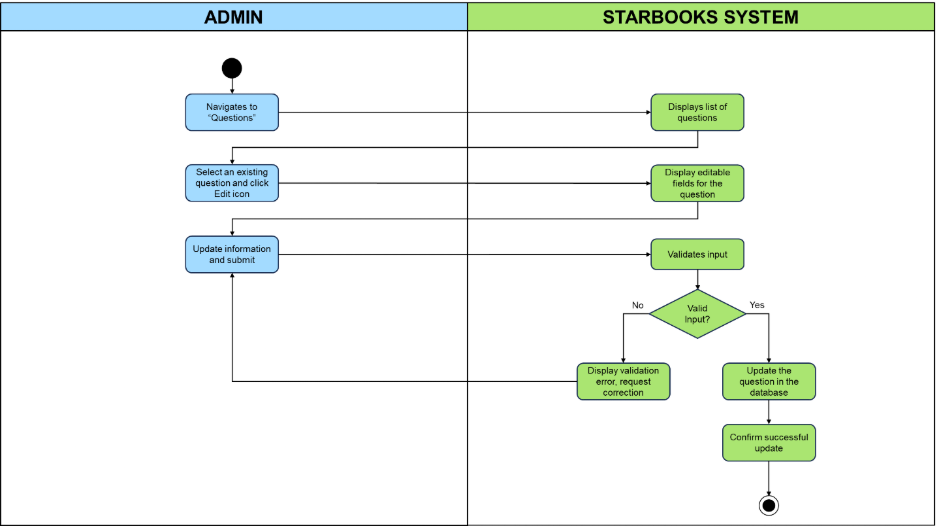 ADMIN
STARBOOKS SYSTEM
Navigates to
“Questions”
Displays list of
questions
Select an existing
question and click
Edit icon
Display editable
fields for the
question
Update information
and submit
Validates input
No
Valid
Input?
Yes
Display validation
error, request
correction
Update the
question in the
database
Confirm successful
update